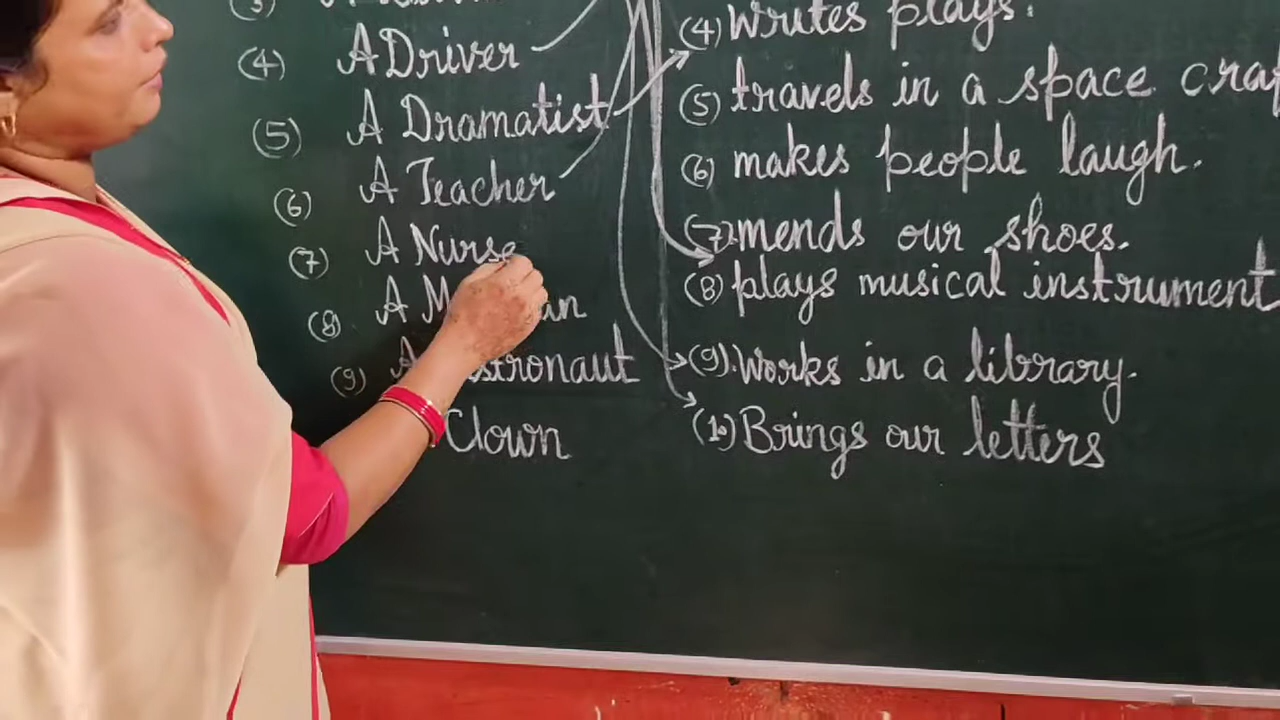 (3)
(4) A Driver
(5) A Dramatist
(6) A Teacher
(7) A Nurse
(8) A
(9) A
Clown
(4) Writes plays.
(5) travels in a space craf
(6) makes people laugh.
(7) mends our shoes.
(8) plays musical instrument
(9). Works in a library.
(10) Brings our letters